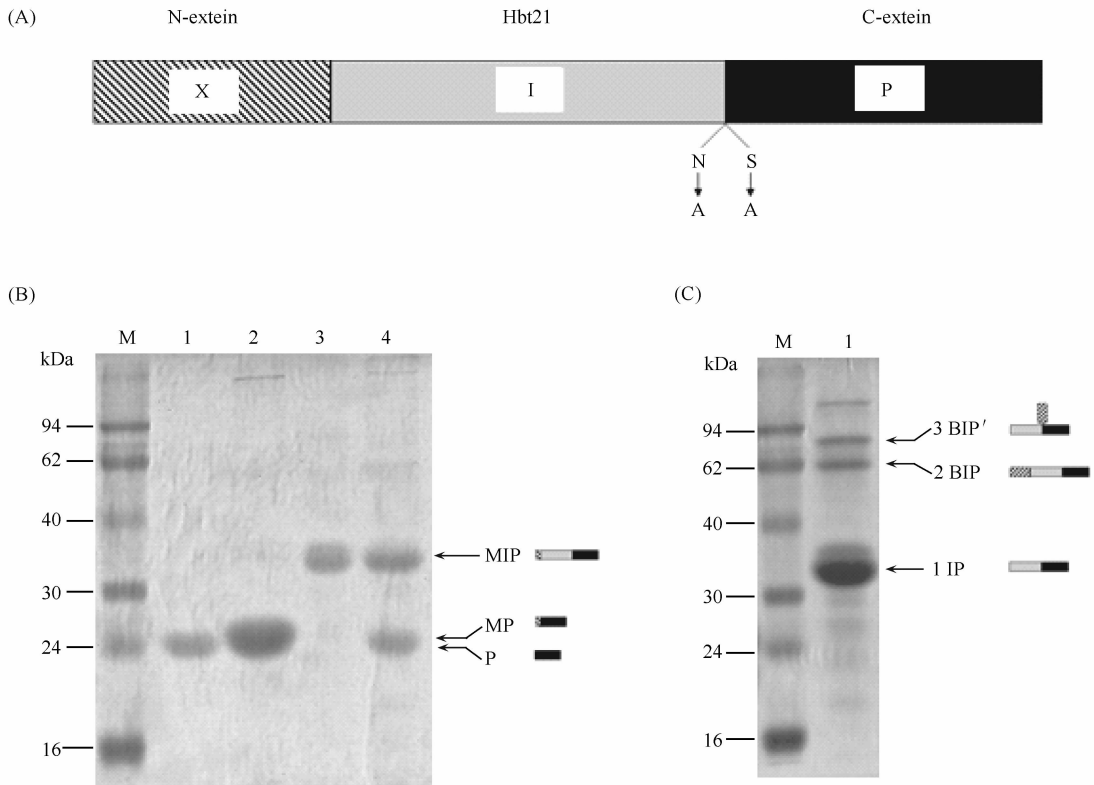 (A)
N-extein Hbt21 C-extein
X I P
N S
A A
(B)
kDa M 1 2 3 4
94
62
40
30
24
16
MIP
MP
P
(C)
kDa M 1
94
62
40
30
24
16
3 BIP′
2 BIP
1 IP